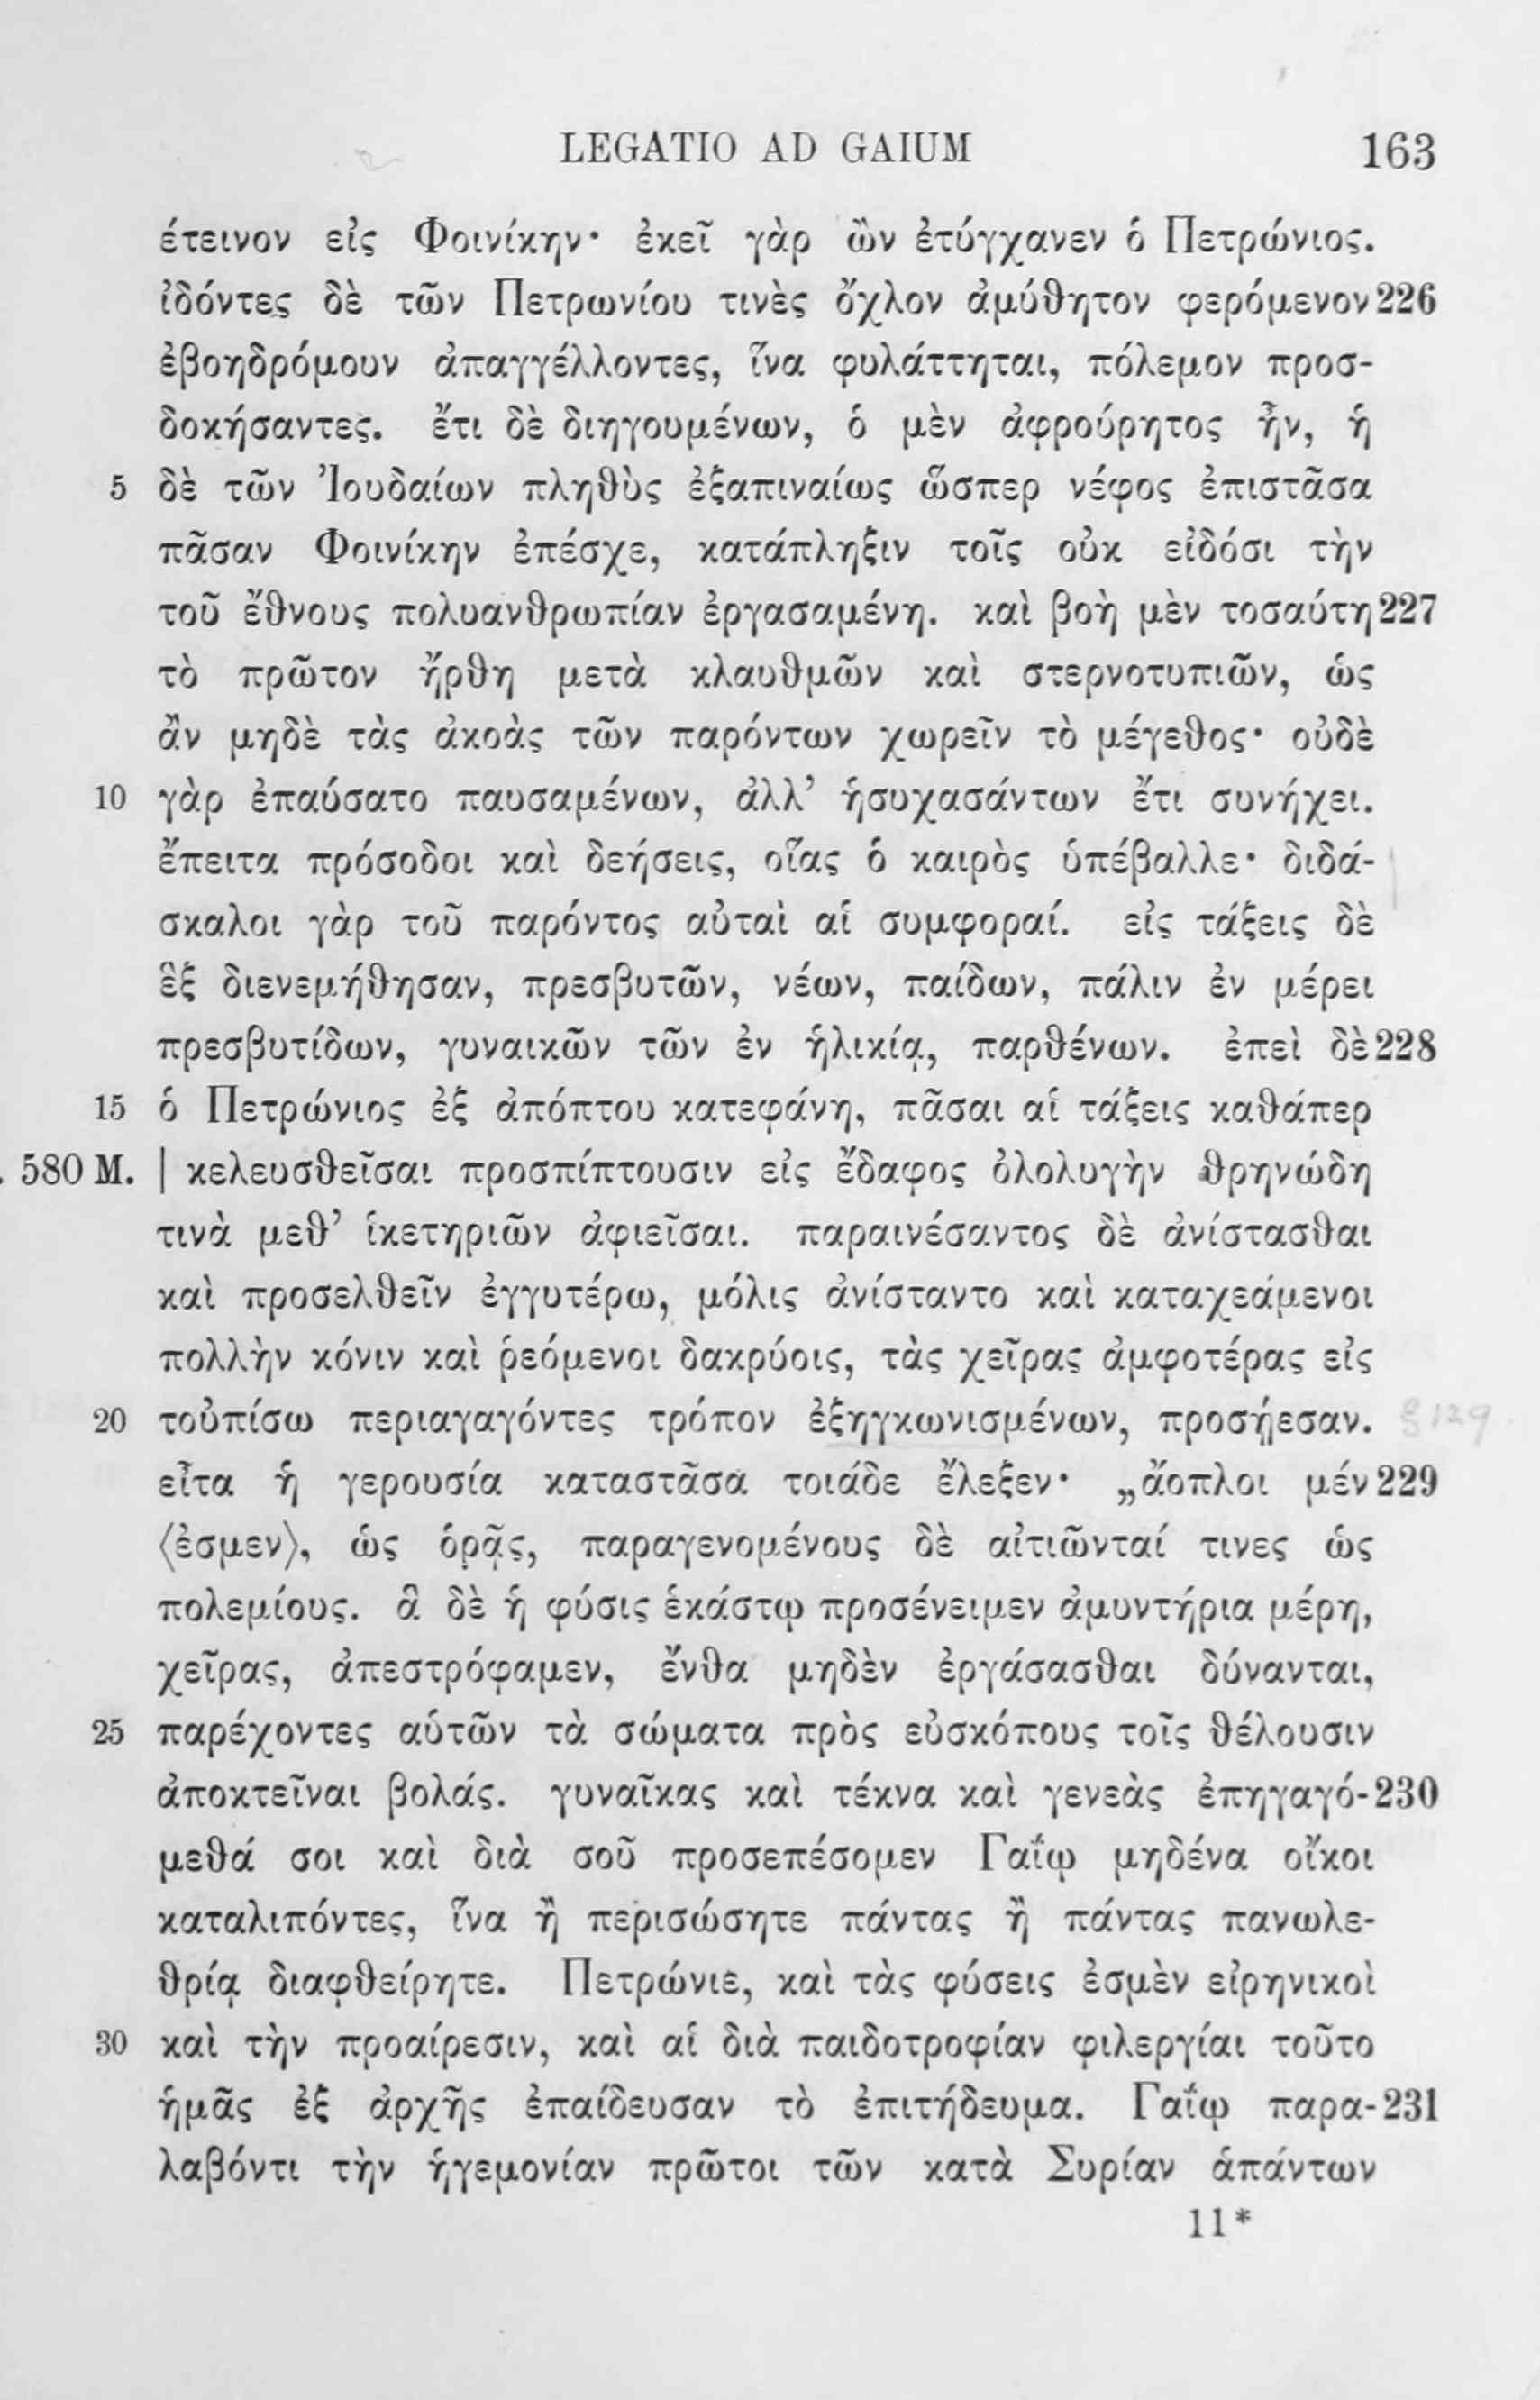 LEGATIO AD GAIUM 163
έτεινον εἰς Φοινίκην· ἐκεῖ γὰρ ὢν ἐτύγχανεν ὁ Πετρώνιος.
ἰδόντες δὲ τῶν Πετρωνίου τινὲς ὄχλον ἀμύθητον φερόμενον 226
ἐβοηδρόμουν ἀπαγγέλλοντες, ἵνα φυλάττηται, πόλεμον προσ-
δοκήσαντες. ἔτι δὲ διηγουμένων, ὁ μὲν ἀφρούρητος ἦν, ἡ
5 δὲ τῶν Ἰουδαίων πληθὺς ἐξαπιναίως ὥσπερ νέφος ἐπιστᾶσα
πᾶσαν Φοινίκην ἐπέσχε, κατάπληξιν τοῖς οὐκ εἰδόσι τὴν
τοῦ ἔθνους πολυανθρωπίαν ἐργασαμένη. καὶ βοὴ μὲν τοσαύτη 227
τὸ πρῶτον ἤρθη μετὰ κλαυθμῶν καὶ στερνοτυπιῶν, ὡς
ἂν μηδὲ τὰς ἀκοὰς τῶν παρόντων χωρεῖν τὸ μέγεθος· οὐδὲ
10 γὰρ ἐπαύσατο παυσαμένων, ἀλλ’ ἡσυχασάντων ἔτι συνήχει.
ἔπειτα πρόσοδοι καὶ δεήσεις, οἵας ὁ καιρὸς ὑπέβαλλε· διδά-
σκαλοι γὰρ τοῦ παρόντος αὐταὶ αἱ συμφοραί. εἰς τάξεις δὲ
ἓξ διενεμήθησαν, πρεσβυτῶν, νέων, παίδων, πάλιν ἐν μέρει
πρεσβυτίδων, γυναικῶν τῶν ἐν ἡλικίᾳ, παρθένων. ἐπεὶ δὲ 228
15 ὁ Πετρώνιος ἐξ ἀπόπτου κατεφάνη, πᾶσαι αἱ τάξεις καθάπερ
. 580 M. | κελευσθεῖσαι προσπίπτουσιν εἰς ἔδαφος ὀλολυγὴν θρηνώδη
τινὰ μεθ’ ἱκετηριῶν ἀφιεῖσαι. παραινέσαντος δὲ ἀνίστασθαι
καὶ προσελθεῖν ἐγγυτέρω, μόλις ἀνίσταντο καὶ καταχεάμενοι
πολλὴν κόνιν καὶ ῥεόμενοι δακρύοις, τὰς χεῖρας ἀμφοτέρας εἰς
20 τοὐπίσω περιαγαγόντες τρόπον ἐξηγκωνισμένων, προσῄεσαν. § 129
εἶτα ἡ γερουσία καταστᾶσα τοιάδε ἔλεξεν· „ἄοπλοι μέν 229
⟨ἐσμεν⟩, ὡς ὁρᾷς, παραγενομένους δὲ αἰτιῶνταί τινες ὡς
πολεμίους. ἃ δὲ ἡ φύσις ἑκάστῳ προσένειμεν ἀμυντήρια μέρη,
χεῖρας, ἀπεστρόφαμεν, ἔνθα μηδὲν ἐργάσασθαι δύνανται,
25 παρέχοντες αὑτῶν τὰ σώματα πρὸς εὐσκόπους τοῖς θέλουσιν
ἀποκτεῖναι βολάς. γυναῖκας καὶ τέκνα καὶ γενεὰς ἐπηγαγό- 230
μεθά σοι καὶ διὰ σοῦ προσεπέσομεν Γαΐῳ μηδένα οἴκοι
καταλιπόντες, ἵνα ἢ περισώσητε πάντας ἢ πάντας πανωλε-
θρίᾳ διαφθείρητε. Πετρώνιε, καὶ τὰς φύσεις ἐσμὲν εἰρηνικοὶ
30 καὶ τὴν προαίρεσιν, καὶ αἱ διὰ παιδοτροφίαν φιλεργίαι τοῦτο
ἡμᾶς ἐξ ἀρχῆς ἐπαίδευσαν τὸ ἐπιτήδευμα. Γαΐῳ παρα- 231
λαβόντι τὴν ἡγεμονίαν πρῶτοι τῶν κατὰ Συρίαν ἁπάντων
11*